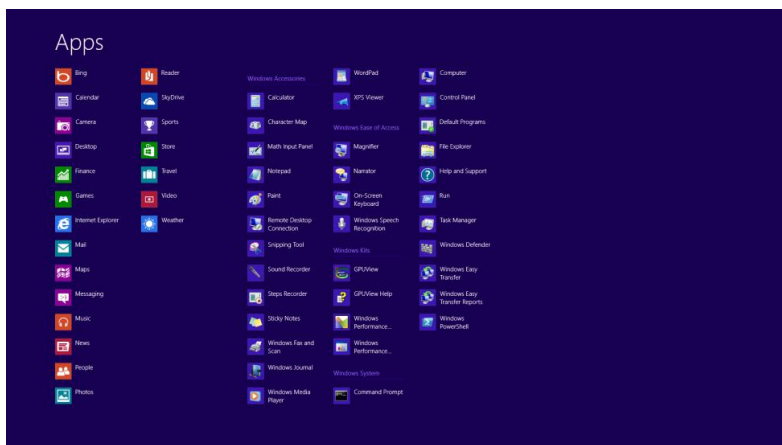 Apps
Bing
Calendar
Camera
Desktop
Finance
Games
Internet Explorer
Mail
Maps
Messaging
Music
News
People
Photos
Reader
SkyDrive
Sports
Store
Travel
Video
Weather
Windows Accessories
Calculator
Character Map
Math Input Panel
Notepad
Paint
Remote Desktop
Connection
Snipping Tool
Sound Recorder
Steps Recorder
Sticky Notes
Windows Fax and
Scan
Windows Journal
Windows Media
Player
WordPad
XPS Viewer
Windows Ease of Access
Magnifier
Narrator
On-Screen
Keyboard
Windows Speech
Recognition
Windows Kits
GPUView
GPUView Help
Windows
Performance...
Windows
Performance...
Windows System
Command Prompt
Computer
Control Panel
Default Programs
File Explorer
Help and Support
Run
Task Manager
Windows Defender
Windows Easy
Transfer
Windows Easy
Transfer Reports
Windows
PowerShell